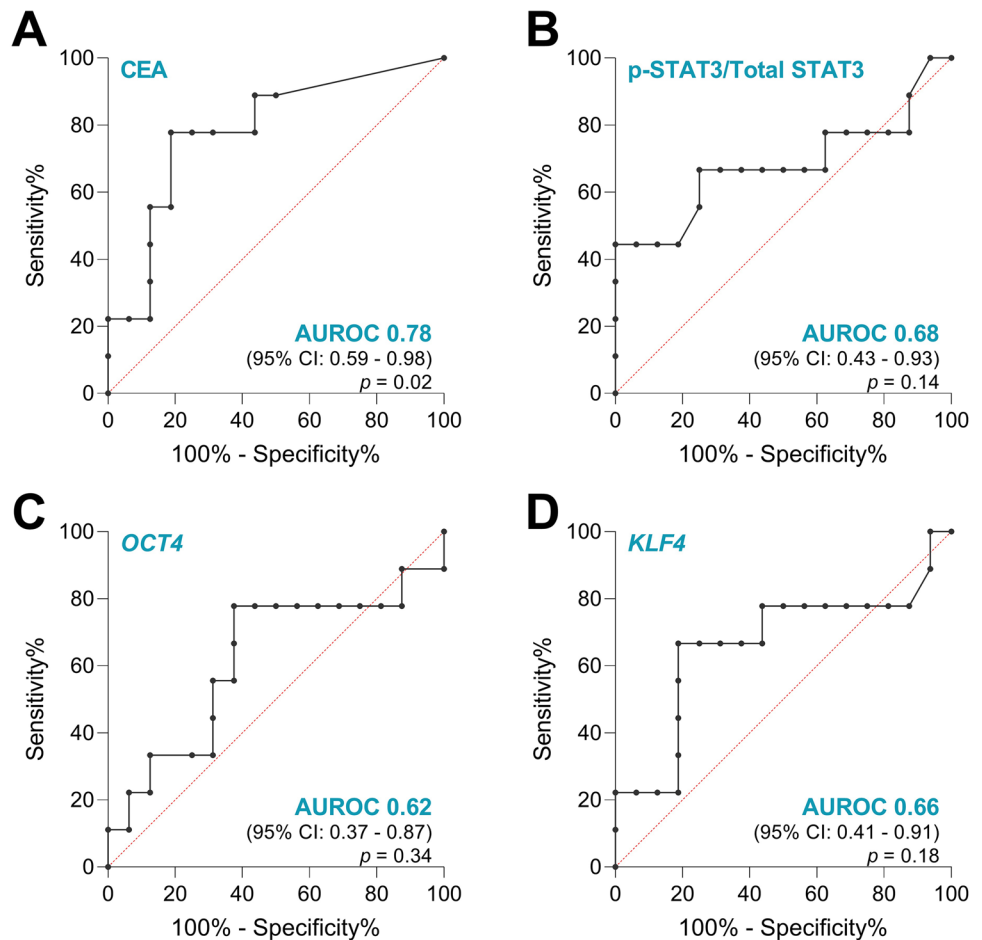 A
CEA
100
80
60
40
20
0
Sensitivity%
AUROC 0.78
(95% CI: 0.59 - 0.98)
p = 0.02
0 20 40 60 80 100
100% - Specificity%
B
p-STAT3/Total STAT3
100
80
60
40
20
0
Sensitivity%
AUROC 0.68
(95% CI: 0.43 - 0.93)
p = 0.14
0 20 40 60 80 100
100% - Specificity%
C
OCT4
100
80
60
40
20
0
Sensitivity%
AUROC 0.62
(95% CI: 0.37 - 0.87)
p = 0.34
0 20 40 60 80 100
100% - Specificity%
D
KLF4
100
80
60
40
20
0
Sensitivity%
AUROC 0.66
(95% CI: 0.41 - 0.91)
p = 0.18
0 20 40 60 80 100
100% - Specificity%